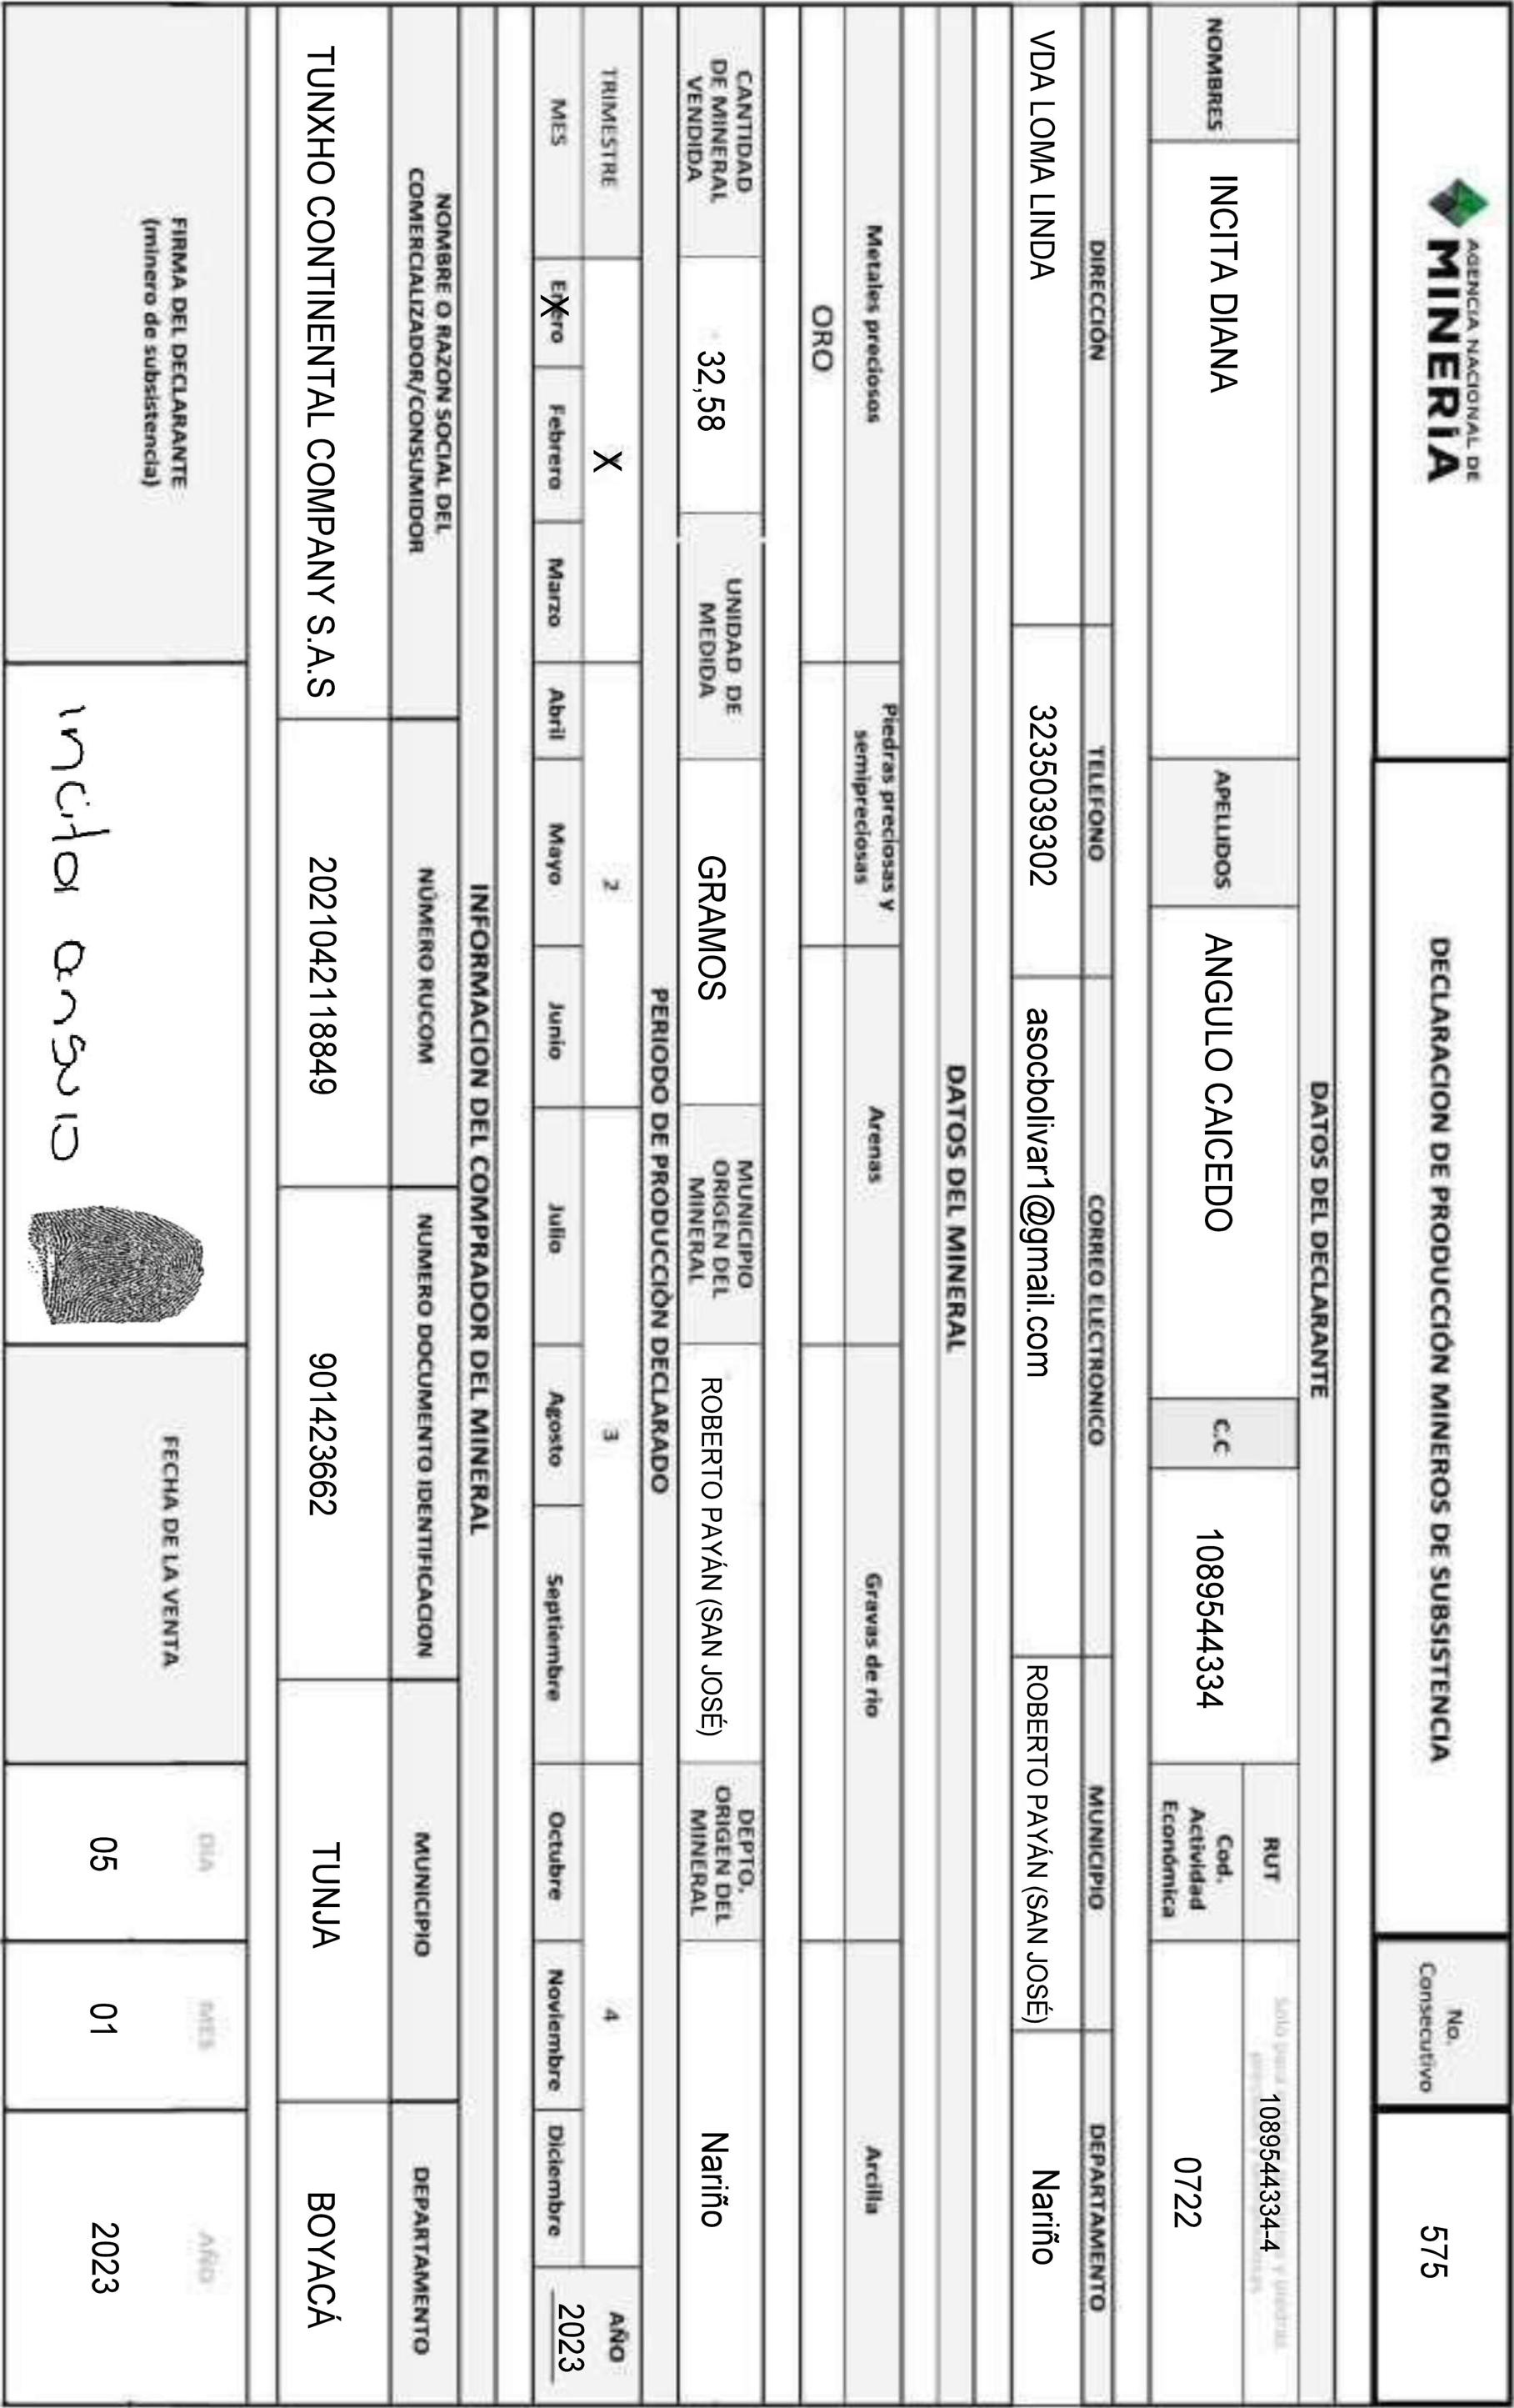 AGENCIA NACIONAL DE
MINERÍA
DECLARACION DE PRODUCCIÓN MINEROS DE SUBSISTENCIA
No.
Consecutivo
575
DATOS DEL DECLARANTE
NOMBRES
INCITA DIANA
APELLIDOS
ANGULO CAICEDO
C.C
1089544334
RUT
1089544334-4
Cod.
Actividad
Económica
0722
DIRECCIÓN
TELEFONO
CORREO ELECTRONICO
MUNICIPIO
DEPARTAMENTO
VDA LOMA LINDA
3235039302
asocbolivar1@gmail.com
ROBERTO PAYÁN (SAN JOSÉ)
Nariño
DATOS DEL MINERAL
Metales preciosos
Piedras preciosas y
semipreciosas
Arenas
Gravas de rio
Arcilla
ORO
CANTIDAD
DE MINERAL
VENDIDA
32,58
UNIDAD DE
MEDIDA
GRAMOS
MUNICIPIO
ORIGEN DEL
MINERAL
ROBERTO PAYÁN (SAN JOSÉ)
DEPTO.
ORIGEN DEL
MINERAL
Nariño
PERIODO DE PRODUCCIÓN DECLARADO
TRIMESTRE
X
2
3
4
AÑO
MES
Enero
X
Febrero
Marzo
Abril
Mayo
Junio
Julio
Agosto
Septiembre
Octubre
Noviembre
Diciembre
2023
INFORMACIÓN DEL COMPRADOR DEL MINERAL
NOMBRE O RAZON SOCIAL DEL
COMERCIALIZADOR/CONSUMIDOR
NÚMERO RUCOM
NUMERO DOCUMENTO IDENTIFICACION
MUNICIPIO
DEPARTAMENTO
TUNXHO CONTINENTAL COMPANY S.A.S
2021042118849
901423662
TUNJA
BOYACÁ
FIRMA DEL DECLARANTE
(minero de subsistencia)
incita angulo
FECHA DE LA VENTA
DÍA
MES
AÑO
05
01
2023